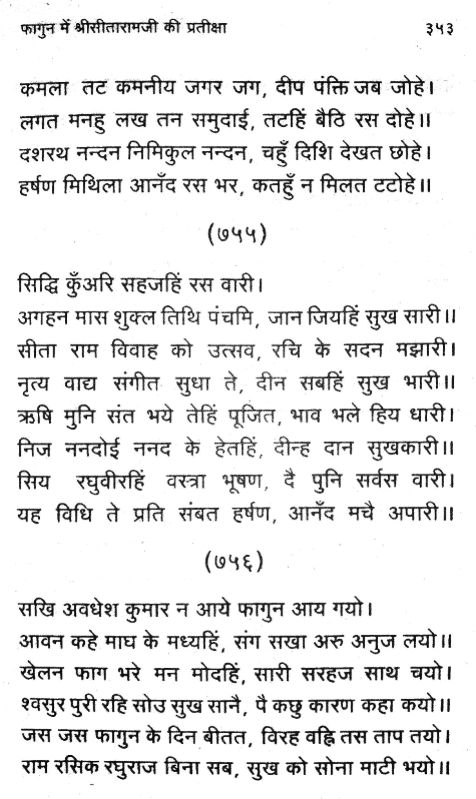 फागुन में श्रीसीतारामजी की प्रतीक्षा ३५३
कमला तट कमनीय जगर जग, दीप पंक्ति जब जोहे।
लगत मनहु लख तन समुदाई, तटहिं बैठि रस दोहे॥
दशरथ नन्दन निमिकुल नन्दन, चहुँ दिशि देखत छोहे।
हर्षण मिथिला आनँद रस भर, कतहुँ न मिलत टटोहे॥
(७५५)
सिद्धि कुँअरि सहजहिं रस वारी।
अगहन मास शुक्ल तिथि पंचमि, जान जियहिं सुख सारी॥
सीता राम विवाह को उत्सव, रचि के सदन मझारी।
नृत्य वाद्य संगीत सुधा ते, दीन सबहिं सुख भारी॥
ऋषि मुनि संत भये तेहिं पूजित, भाव भले हिय धारी।
निज ननदोई ननद के हेतहिं, दीन्ह दान सुखकारी॥
सिय रघुवीरहिं वस्त्रा भूषण, दै पुनि सर्वस वारी।
यह विधि ते प्रति संबत हर्षण, आनँद मचै अपारी॥
(७५६)
सखि अवधेश कुमार न आये फागुन आय गयो।
आवन कहे माघ के मध्यहिं, संग सखा अरु अनुज लयो॥
खेलन फाग भरे मन मोदहिं, सारी सरहज साथ चयो।
श्वसुर पुरी रहि सोउ सुख सानै, पै कछु कारण कहा कयो॥
जस जस फागुन के दिन बीतत, विरह वह्नि तस ताप तयो।
राम रसिक रघुराज बिना सब, सुख को सोना माटी भयो॥